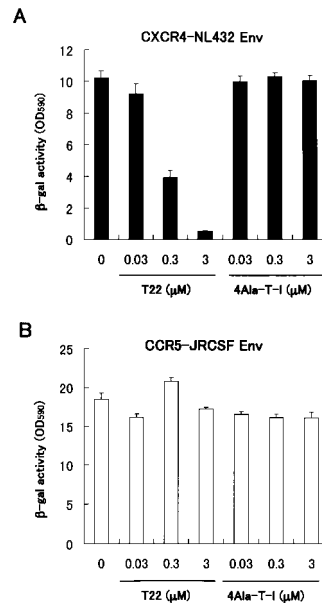 A
CXCR4-NL432 Env
β-gal activity (OD590)
12
10
8
6
4
2
0
0 0.03 0.3 3 0.03 0.3 3
T22 (μM) 4Ala-T-I (μM)
B
CCR5-JRCSF Env
β-gal activity (OD590)
25
20
15
10
5
0
0 0.03 0.3 3 0.03 0.3 3
T22 (μM) 4Ala-T-I (μM)